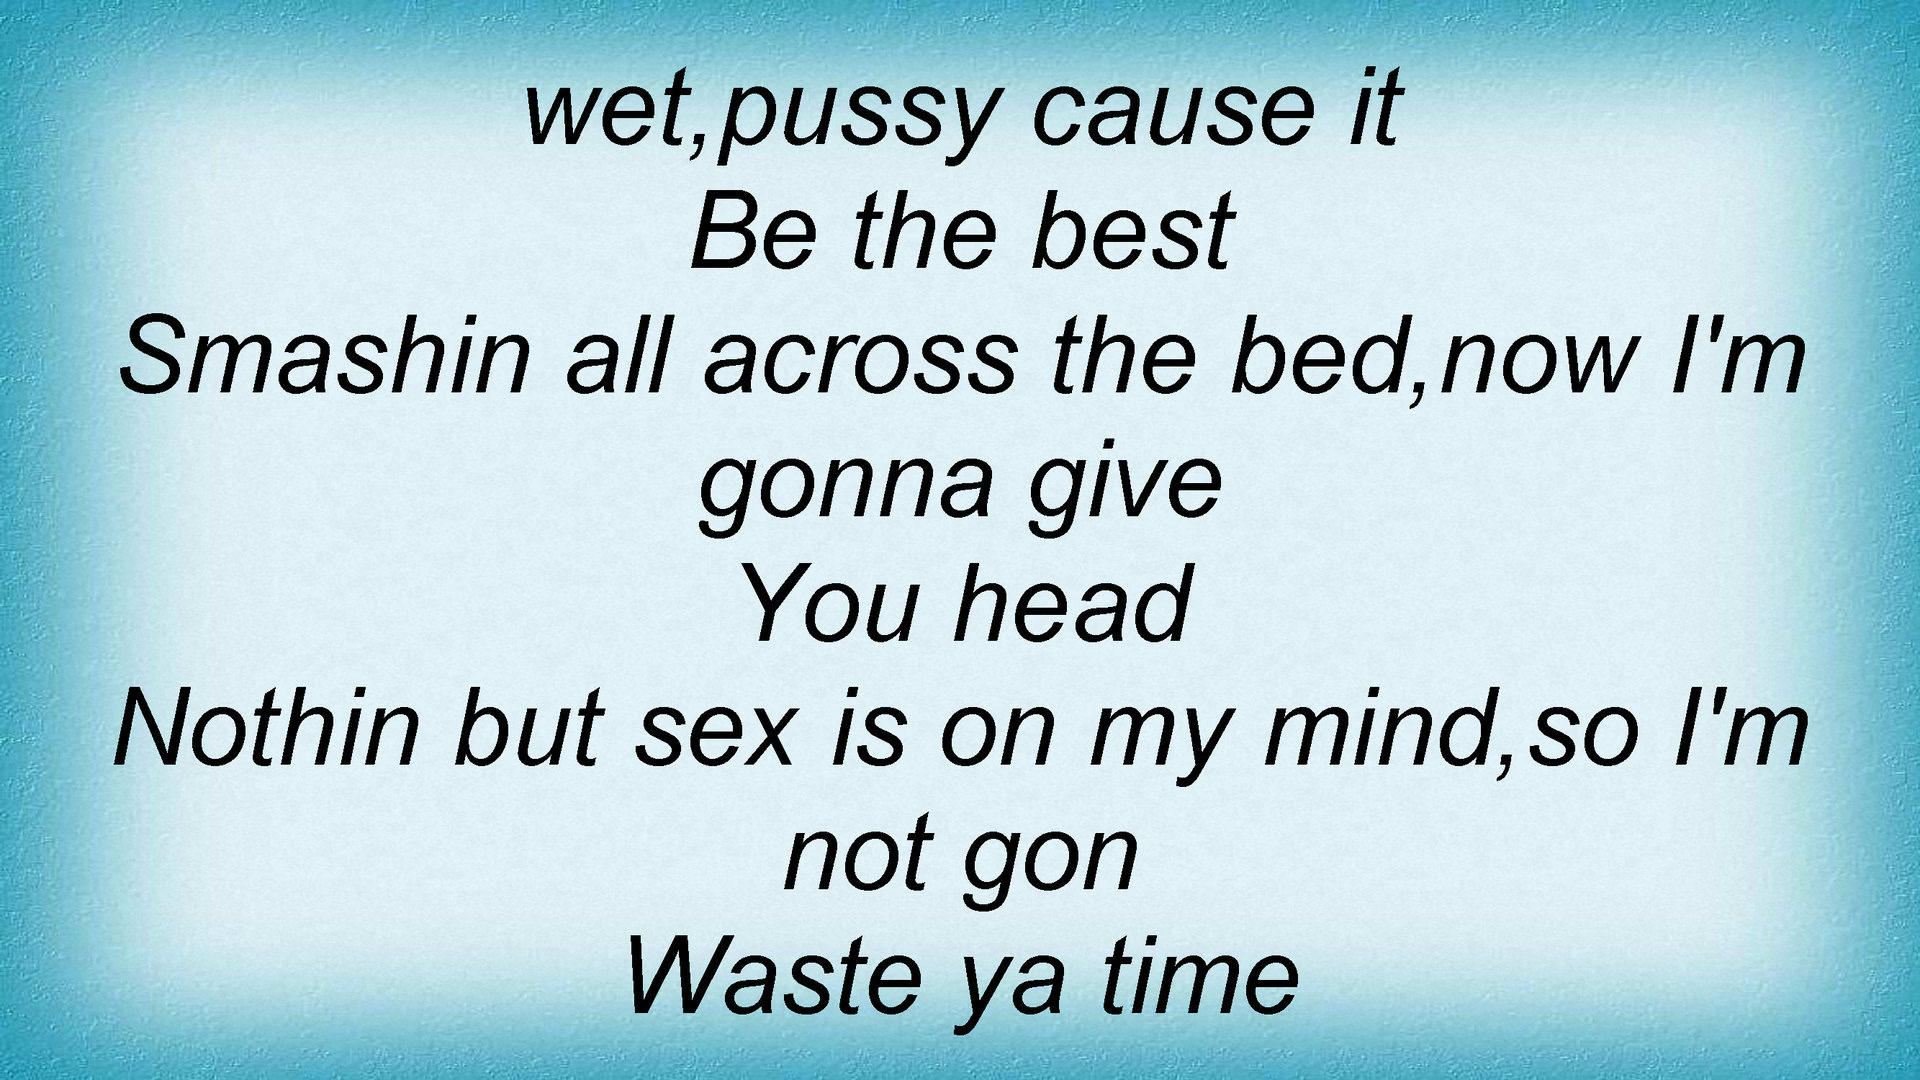 wet,pussy cause it
Be the best
Smashin all across the bed,now I'm
gonna give
You head
Nothin but sex is on my mind,so I'm
not gon
Waste ya time